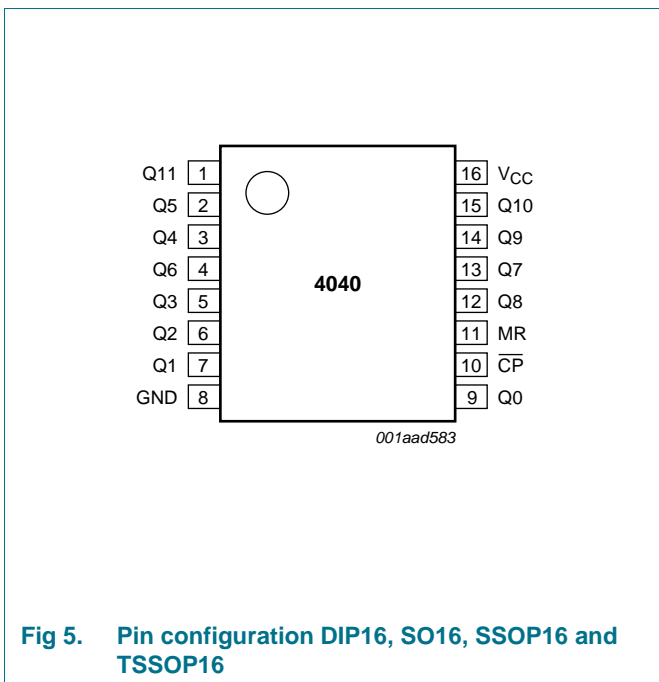 Q11 1 16 VCC
Q5 2 15 Q10
Q4 3 14 Q9
Q6 4 4040 13 Q7
Q3 5 12 Q8
Q2 6 11 MR
Q1 7 10 C̅P̅
GND 8 9 Q0
001aad583
Fig 5. Pin configuration DIP16, SO16, SSOP16 and
TSSOP16